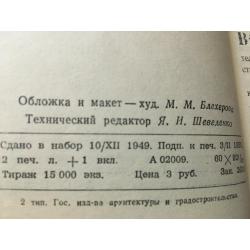 Обложка и макет — худ. М. М.
Технический редактор Я. И. Шевеленко
Сдано в набор 10/XII 1949. Подп. к печ.
2 печ. л. + 1 вкл. А 02009.
Тираж 15 000 экз. Цена 3 руб.
2 тип. Гос. изд-ва архитектуры и градостроительства.